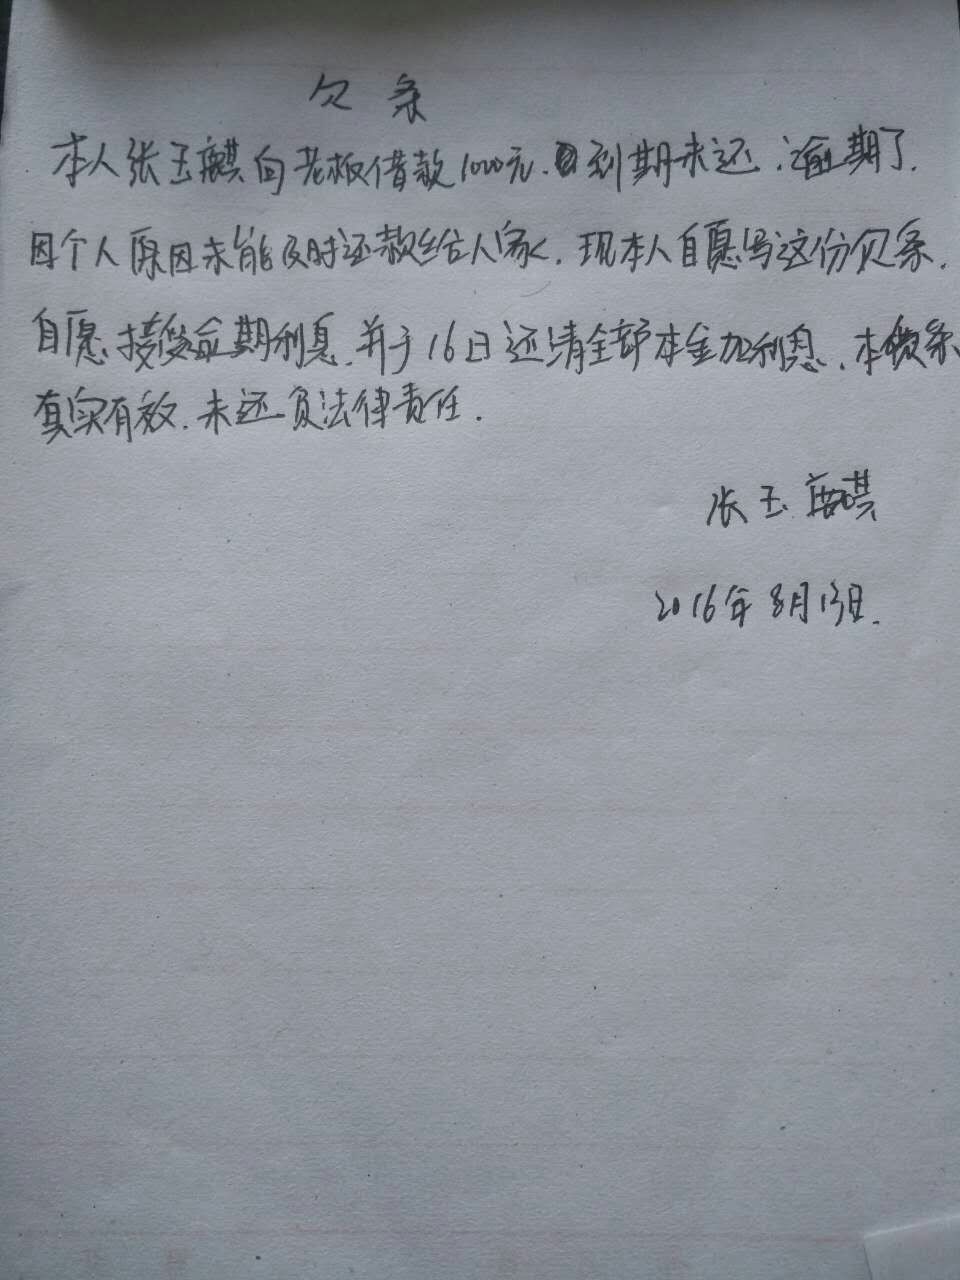 欠条
本人张玉麒向老板借款1000元.到期未还.逾期了.
因个人原因未能及时还款给人家.现本人自愿写这份欠条.
自愿接受逾期利息.并于16日还清全部本金加利息.本条
真实有效.未还负法律责任.
张玉麒
2016年8月13日.